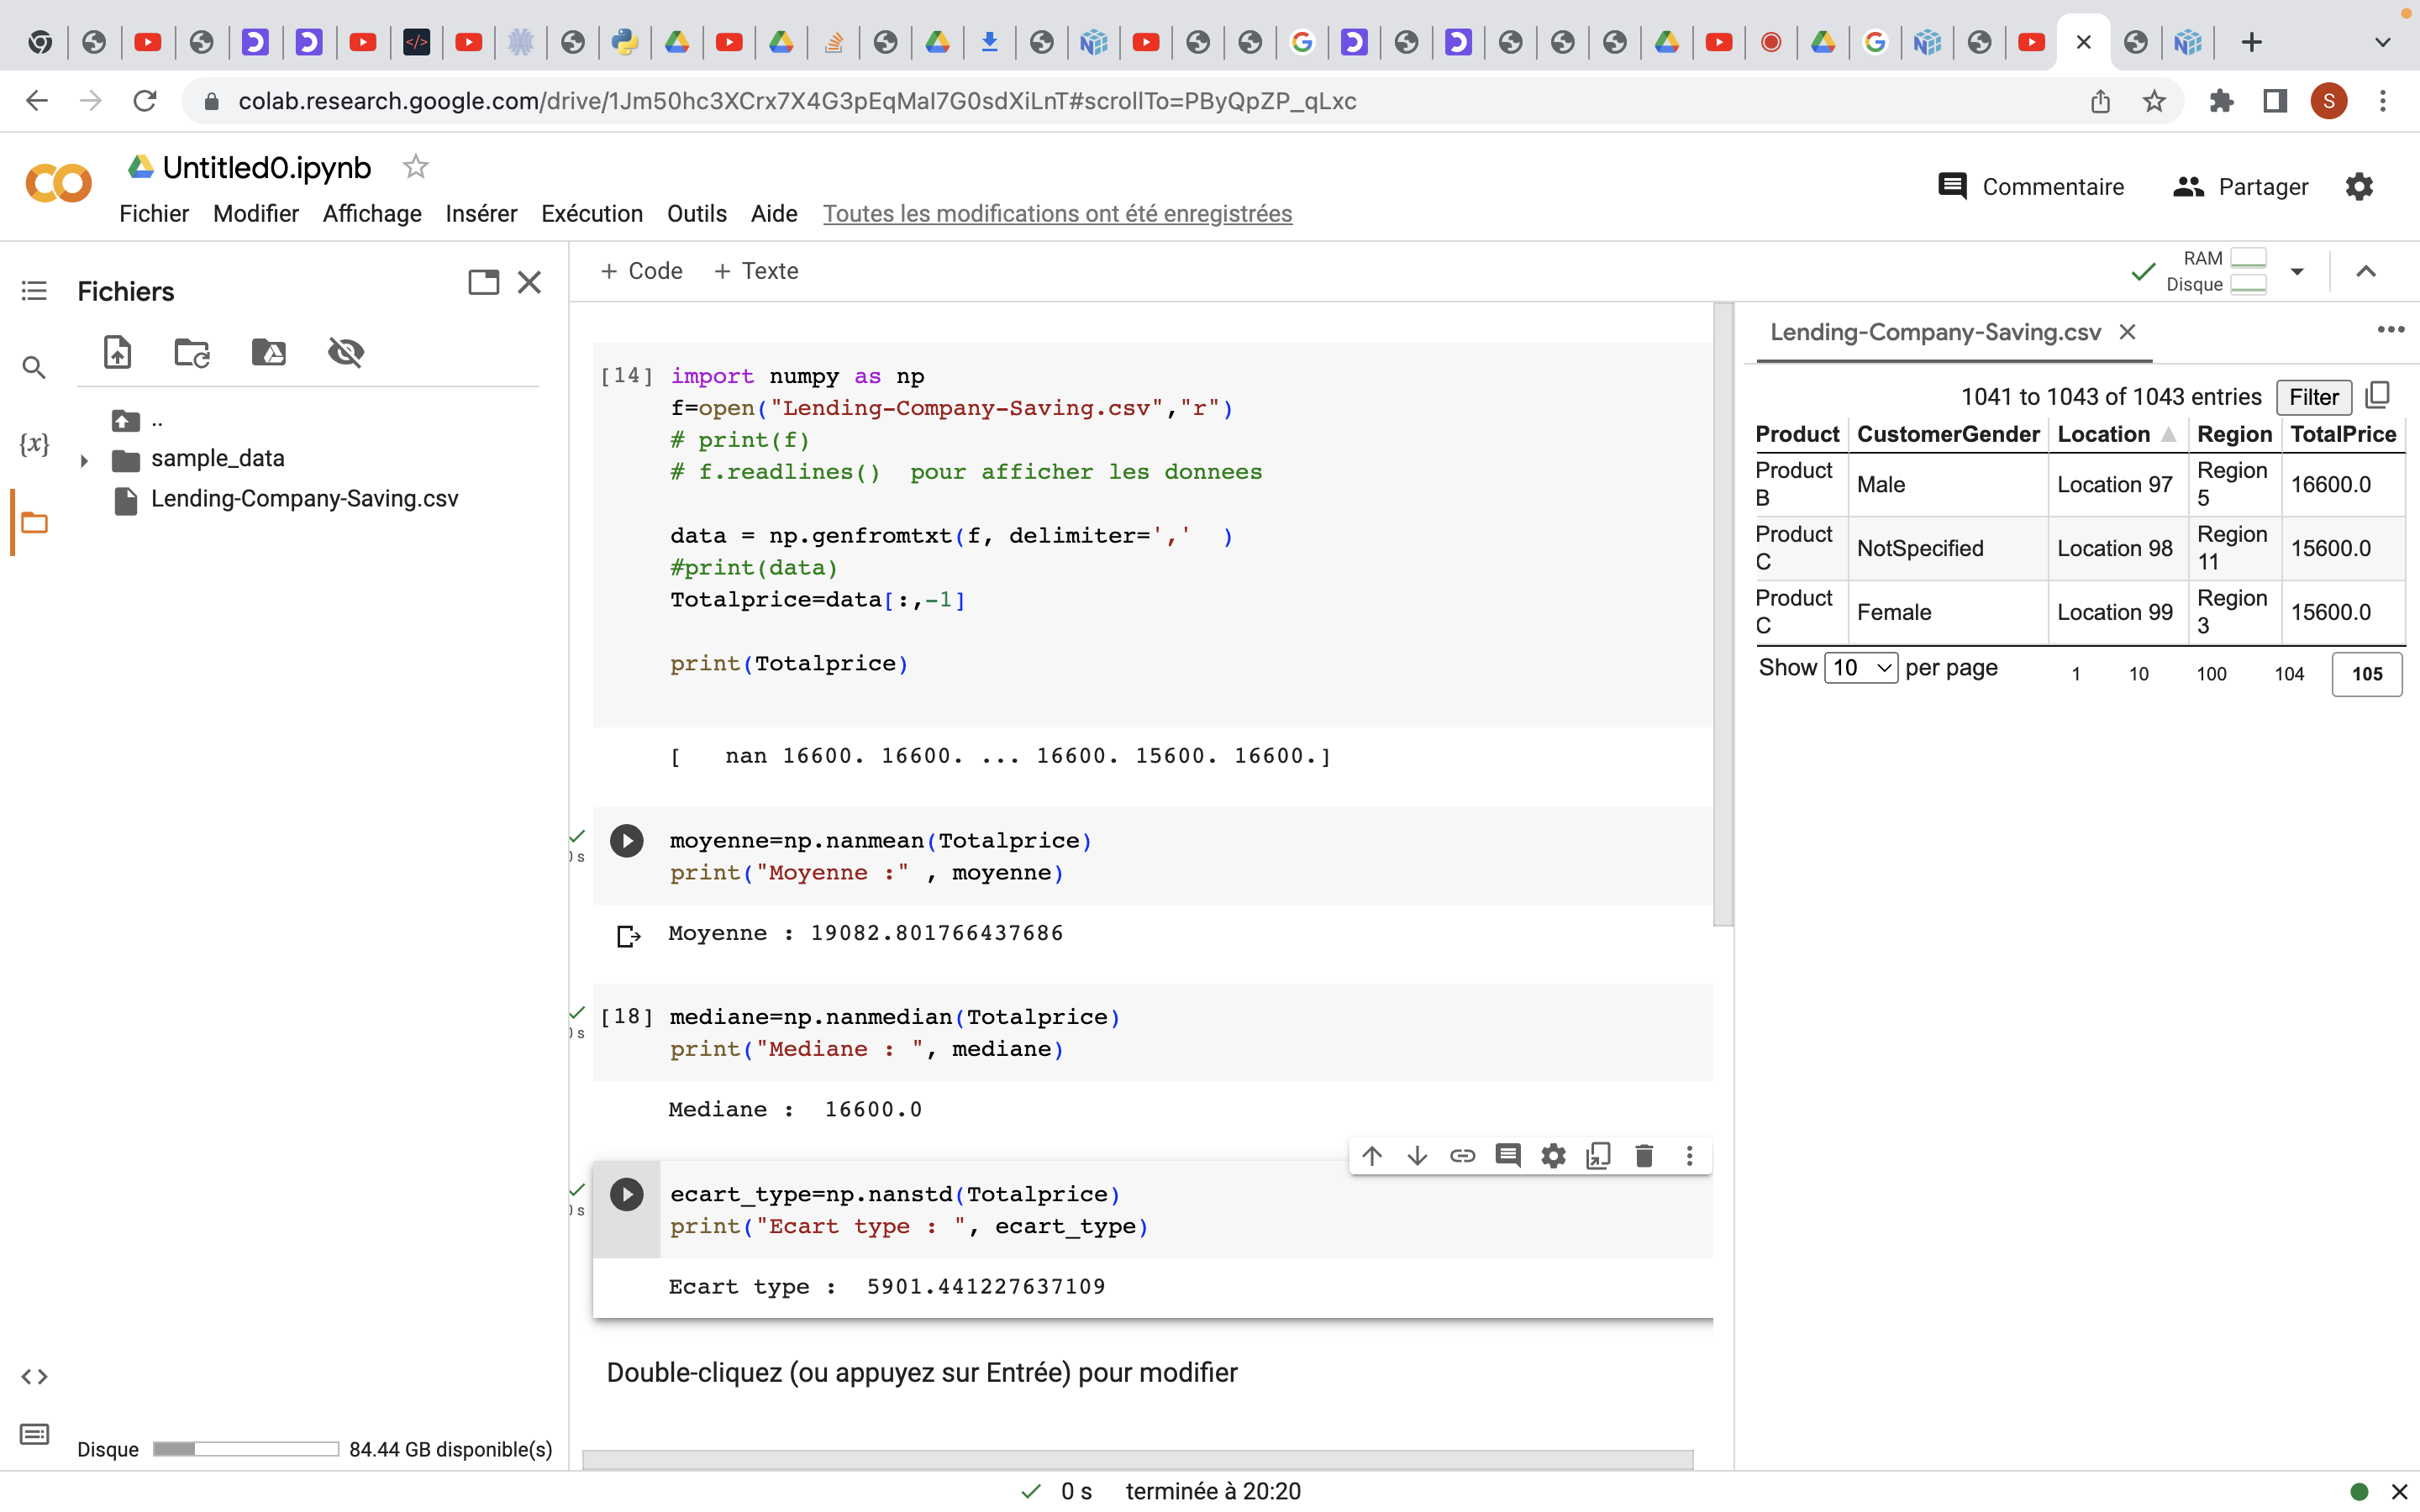 colab.research.google.com/drive/1Jm50hc3XCrx7X4G3pEqMal7G0sdXiLnT#scrollTo=PByQpZP_qLxc
S
Untitled0.ipynb
Fichier Modifier Affichage Insérer Exécution Outils Aide Toutes les modifications ont été enregistrées
Commentaire
Partager
Fichiers
+ Code + Texte
RAM
Disque
..
sample_data
Lending-Company-Saving.csv
{x}
[14] import numpy as np
f=open("Lending-Company-Saving.csv","r")
# print(f)
# f.readlines()  pour afficher les donnees
data = np.genfromtxt(f, delimiter=','  )
#print(data)
Totalprice=data[:,-1]
print(Totalprice)
[   nan 16600. 16600. ... 16600. 15600. 16600.]
0 s
moyenne=np.nanmean(Totalprice)
print("Moyenne :" , moyenne)
Moyenne : 19082.801766437686
0 s
[18] mediane=np.nanmedian(Totalprice)
print("Mediane : ", mediane)
Mediane :  16600.0
0 s
ecart_type=np.nanstd(Totalprice)
print("Ecart type : ", ecart_type)
Ecart type :  5901.441227637109
Double-cliquez (ou appuyez sur Entrée) pour modifier
Lending-Company-Saving.csv
1041 to 1043 of 1043 entries Filter
Product CustomerGender Location Region TotalPrice
Product B Male Location 97 Region 5 16600.0
Product C NotSpecified Location 98 Region 11 15600.0
Product C Female Location 99 Region 3 15600.0
Show 10 per page 1 10 100 104 105
Disque 84.44 GB disponible(s)
0 s terminée à 20:20